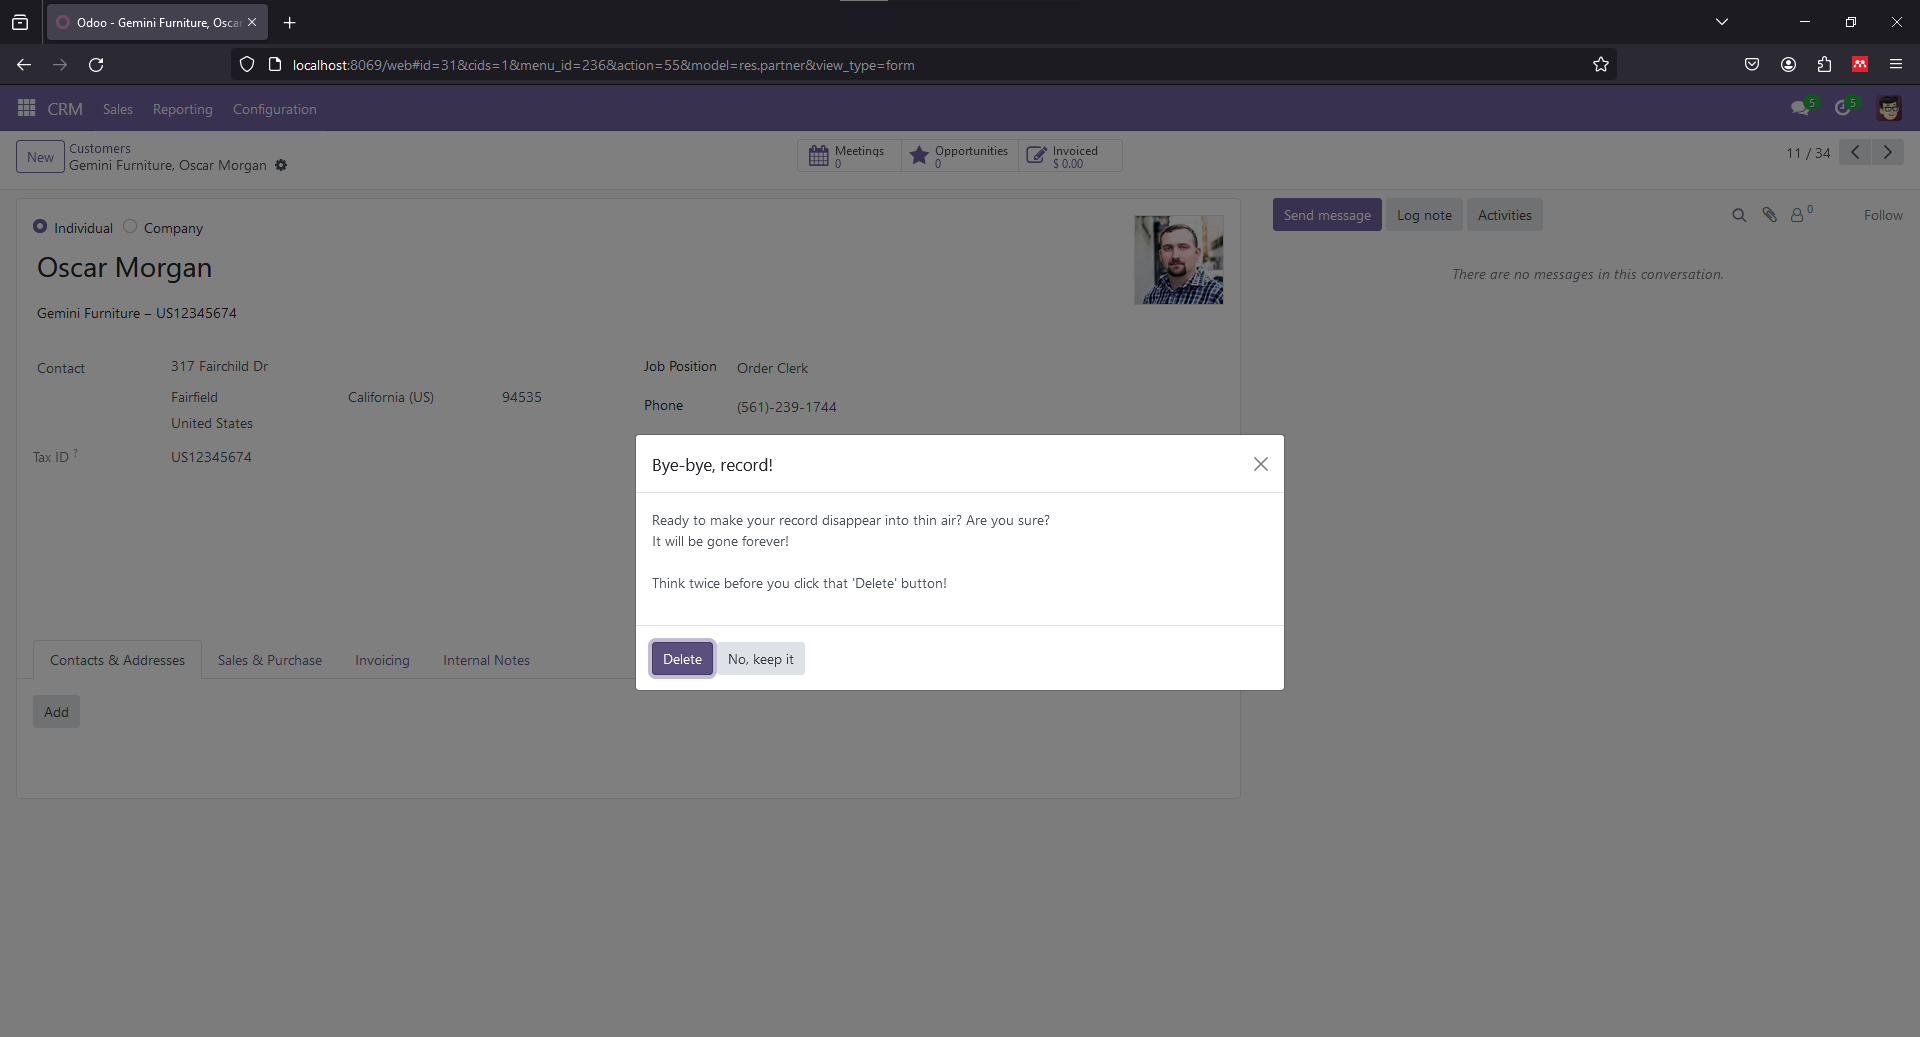 Odoo - Gemini Furniture, Osca
localhost:8069/web#id=31&cids=1&menu_id=236&action=55&model=res.partner&view_type=form
CRM Sales Reporting Configuration 5 5
New
Customers
Gemini Furniture, Oscar Morgan
Meetings
0
Opportunities
0
Invoiced
$ 0.00
11 / 34
Individual Company
Oscar Morgan
Gemini Furniture – US12345674
Contact
317 Fairchild Dr
Fairfield California (US) 94535
United States
Tax ID ?
US12345674
Job Position Order Clerk
Phone (561)-239-1744
Send message Log note Activities 0 Follow
There are no messages in this conversation.
Bye-bye, record!
Ready to make your record disappear into thin air? Are you sure?
It will be gone forever!
Think twice before you click that 'Delete' button!
Delete No, keep it
Contacts & Addresses Sales & Purchase Invoicing Internal Notes
Add